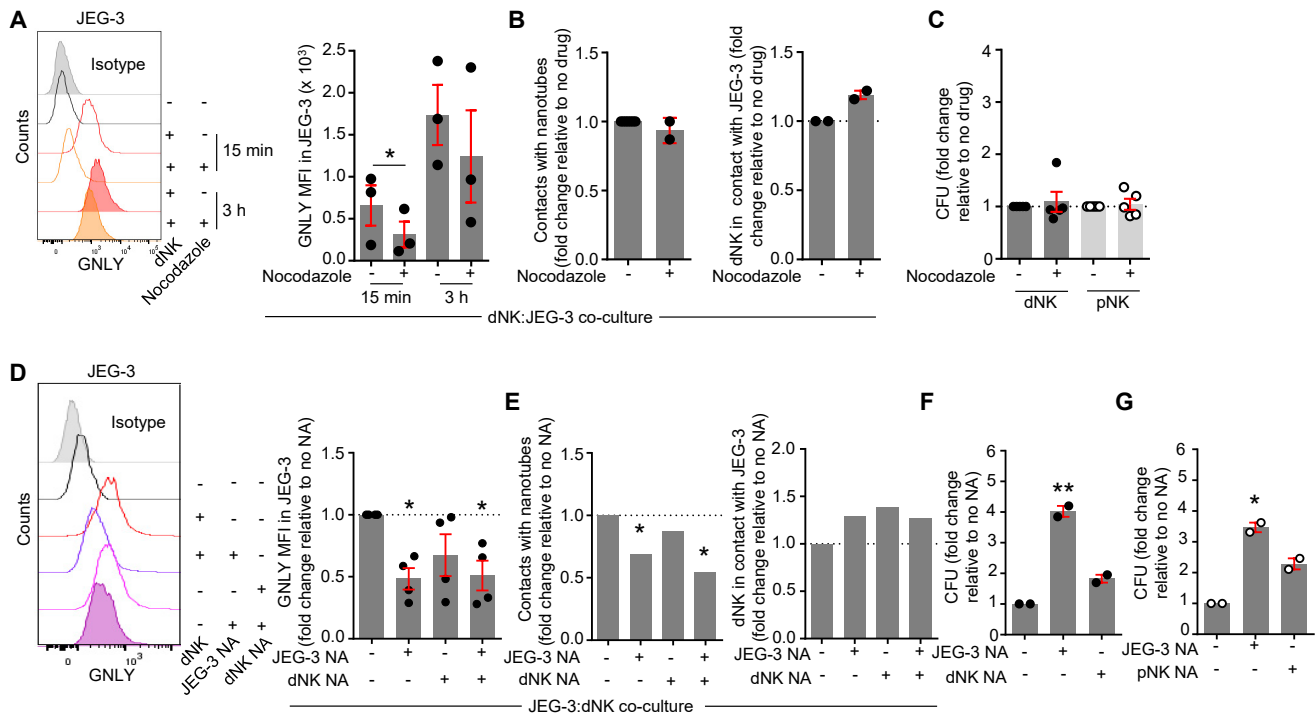 A
JEG-3
Isotype
Counts
- -
+ -
+ +
15 min
+ -
+ +
3 h
0 10³ 10⁴ 10⁵
GNLY
dNK
Nocodazole
GNLY MFI in JEG-3 (x 10³)
2.5
2.0
1.5
1.0
0.5
0.0
*
Nocodazole - + - +
15 min 3 h
B
Contacts with nanotubes
(fold change relative to no drug)
1.5
1.0
0.5
0.0
Nocodazole - +
dNK in contact with JEG-3 (fold
change relative to no drug)
1.5
1.0
0.5
0.0
Nocodazole - +
dNK:JEG-3 co-culture
C
CFU (fold change
relative to no drug)
4
3
2
1
0
Nocodazole - + - +
dNK pNK
D
JEG-3
Isotype
Counts
- - -
+ - -
+ + -
- - +
- + +
0 10³
GNLY
dNK
JEG-3 NA
dNK NA
GNLY MFI in JEG-3
(fold change relative to no NA)
1.5
1.0
0.5
0.0
* *
JEG-3 NA - + - +
dNK NA - - + +
E
Contacts with nanotubes
(fold change relative to no NA)
1.5
1.0
0.5
0.0
* *
JEG-3 NA - + - +
dNK NA - - + +
dNK in contact with JEG-3
(fold change relative to no NA)
2.0
1.5
1.0
0.5
0.0
JEG-3 NA - + - +
dNK NA - - + +
JEG-3:dNK co-culture
F
CFU (fold change
relative to no NA)
6
5
4
3
2
1
0
**
JEG-3 NA - + -
dNK NA - - +
G
CFU (fold change
relative to no NA)
6
5
4
3
2
1
0
*
JEG-3 NA - + -
pNK NA - - +